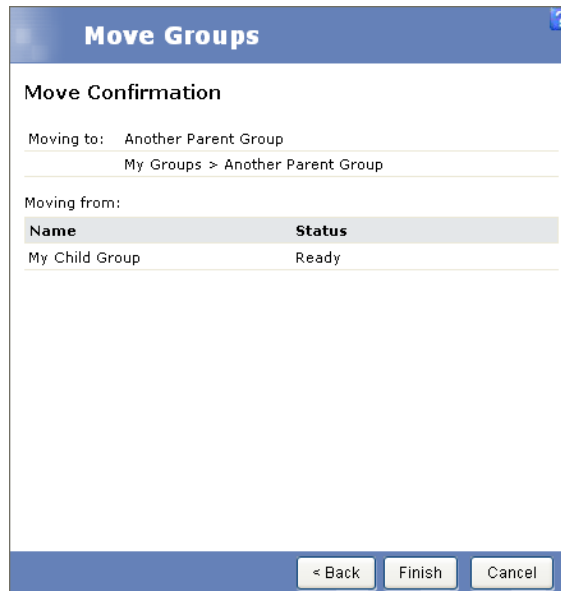 Move Groups
?
Move Confirmation
Moving to: Another Parent Group
My Groups > Another Parent Group
Moving from:
Name Status
My Child Group Ready
< Back Finish Cancel